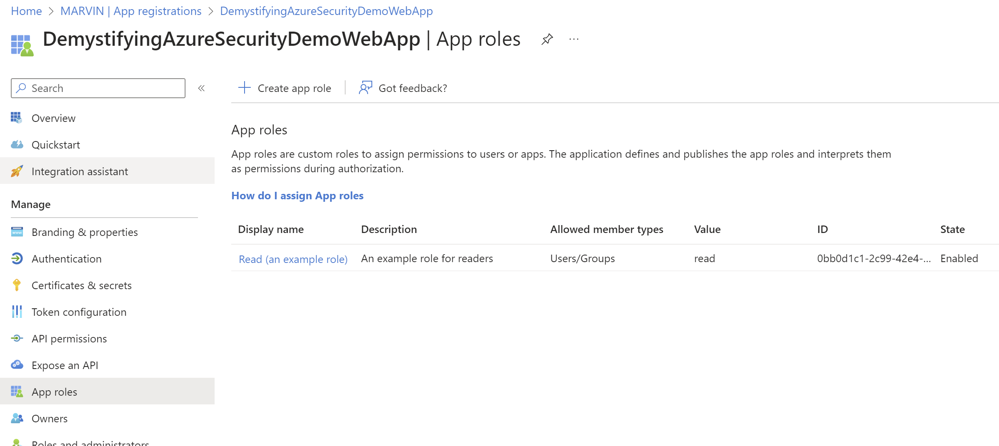 Home > MARVIN | App registrations > DemystifyingAzureSecurityDemoWebApp
DemystifyingAzureSecurityDemoWebApp | App roles
Search
Overview
Quickstart
Integration assistant
Manage
Branding & properties
Authentication
Certificates & secrets
Token configuration
API permissions
Expose an API
App roles
Owners
Roles and administrators
Create app role | Got feedback?
App roles
App roles are custom roles to assign permissions to users or apps. The application defines and publishes the app roles and interprets them
as permissions during authorization.
How do I assign App roles
Display name Description Allowed member types Value ID State
Read (an example role) An example role for readers Users/Groups read 0bb0d1c1-2c99-42e4-... Enabled